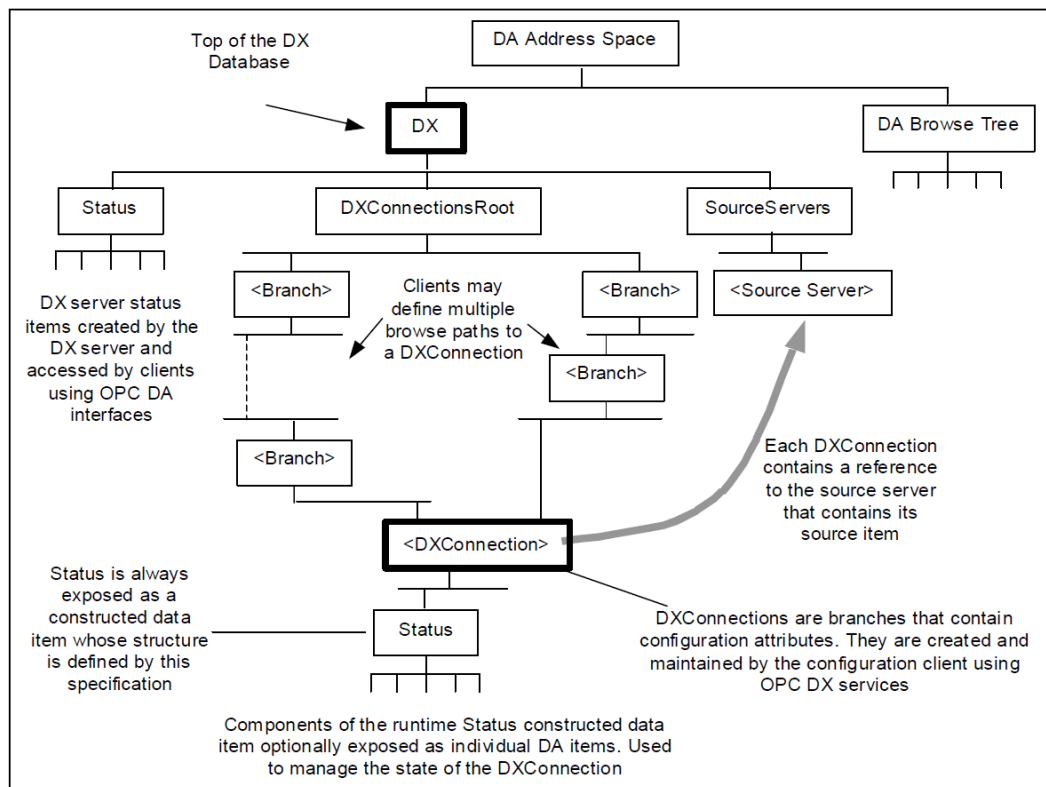 DA Address Space
Top of the DX
Database
DX
DA Browse Tree
Status
DXConnectionsRoot
SourceServers
<Branch>
Clients may
define multiple
browse paths to
a DXConnection
<Branch>
<Source Server>
DX server status
items created by the
DX server and
accessed by clients
using OPC DA
interfaces
<Branch>
<Branch>
Each DXConnection
contains a reference
to the source server
that contains its
source item
<DXConnection>
Status is always
exposed as a
constructed data
item whose structure
is defined by this
specification
Status
DXConnections are branches that contain
configuration attributes. They are created and
maintained by the configuration client using
OPC DX services
Components of the runtime Status constructed data
item optionally exposed as individual DA items. Used
to manage the state of the DXConnection